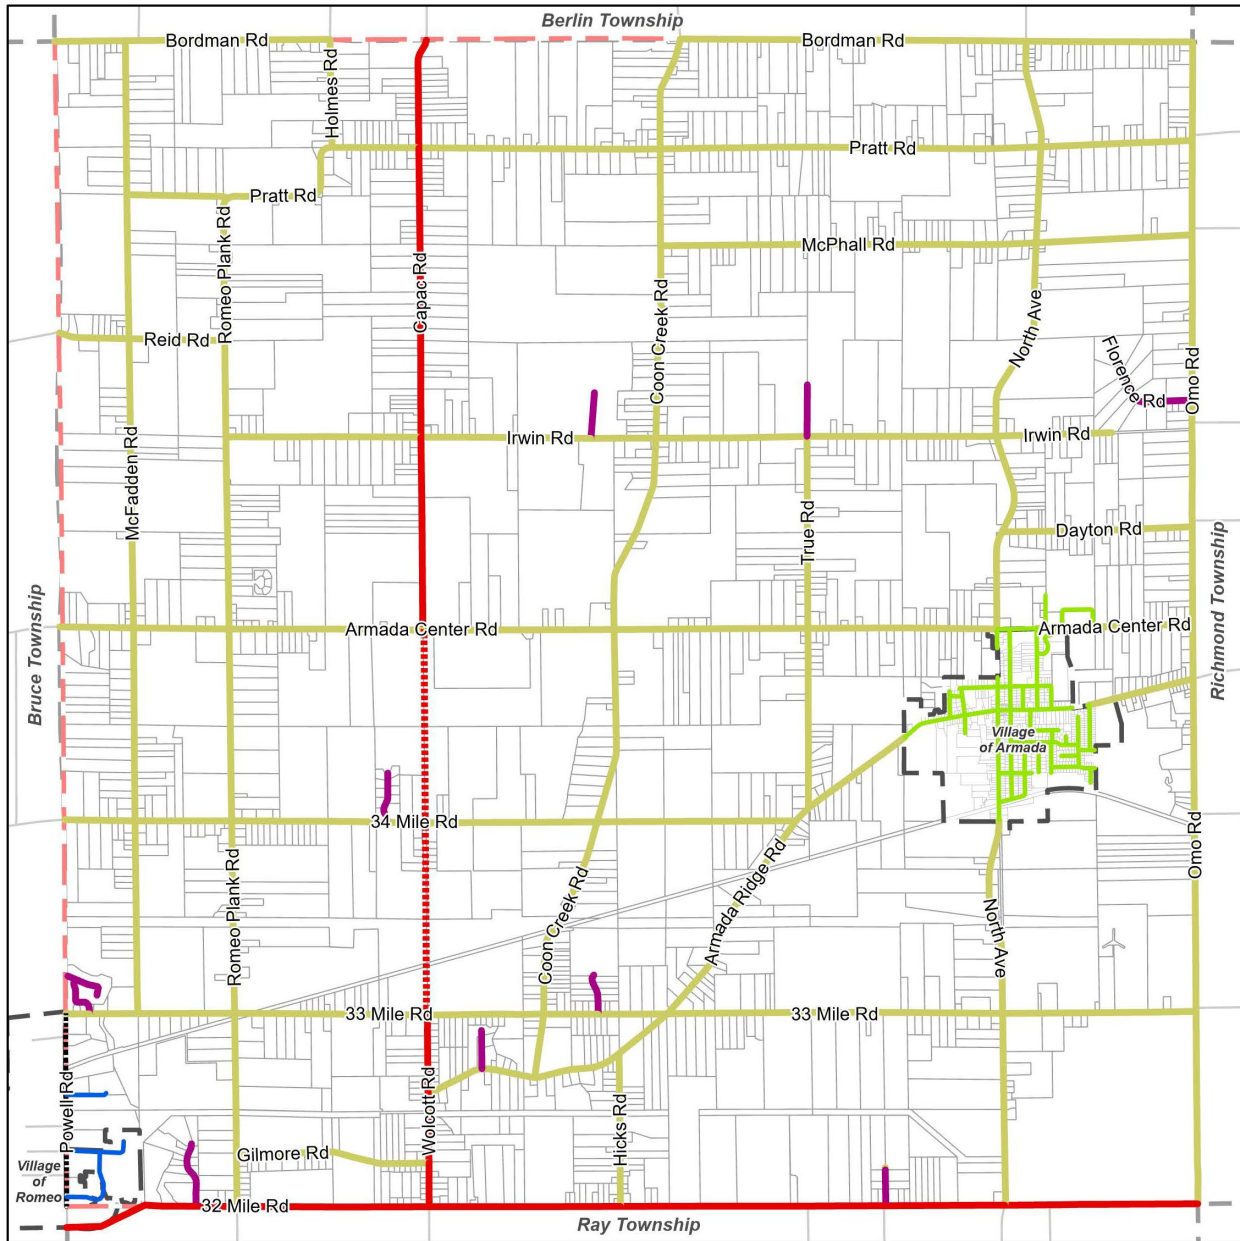 Berlin Township
Bordman Rd
Bordman Rd
Holmes Rd
Pratt Rd
Pratt Rd
Romeo Plank Rd
McPhall Rd
Capac Rd
Coon Creek Rd
North Ave
Reid Rd
Florence
Rd
Omo Rd
McFadden Rd
Irwin Rd
Irwin Rd
True Rd
Dayton Rd
Bruce Township
Richmond Township
Armada Center Rd
Armada Center Rd
Village
of Armada
34 Mile Rd
Omo Rd
Romeo Plank Rd
Coon Creek Rd
Armada Ridge Rd
North Ave
33 Mile Rd
33 Mile Rd
Powell Rd
Wolcott Rd
Hicks Rd
Gilmore Rd
Village
of
Romeo
32 Mile Rd
Ray Township